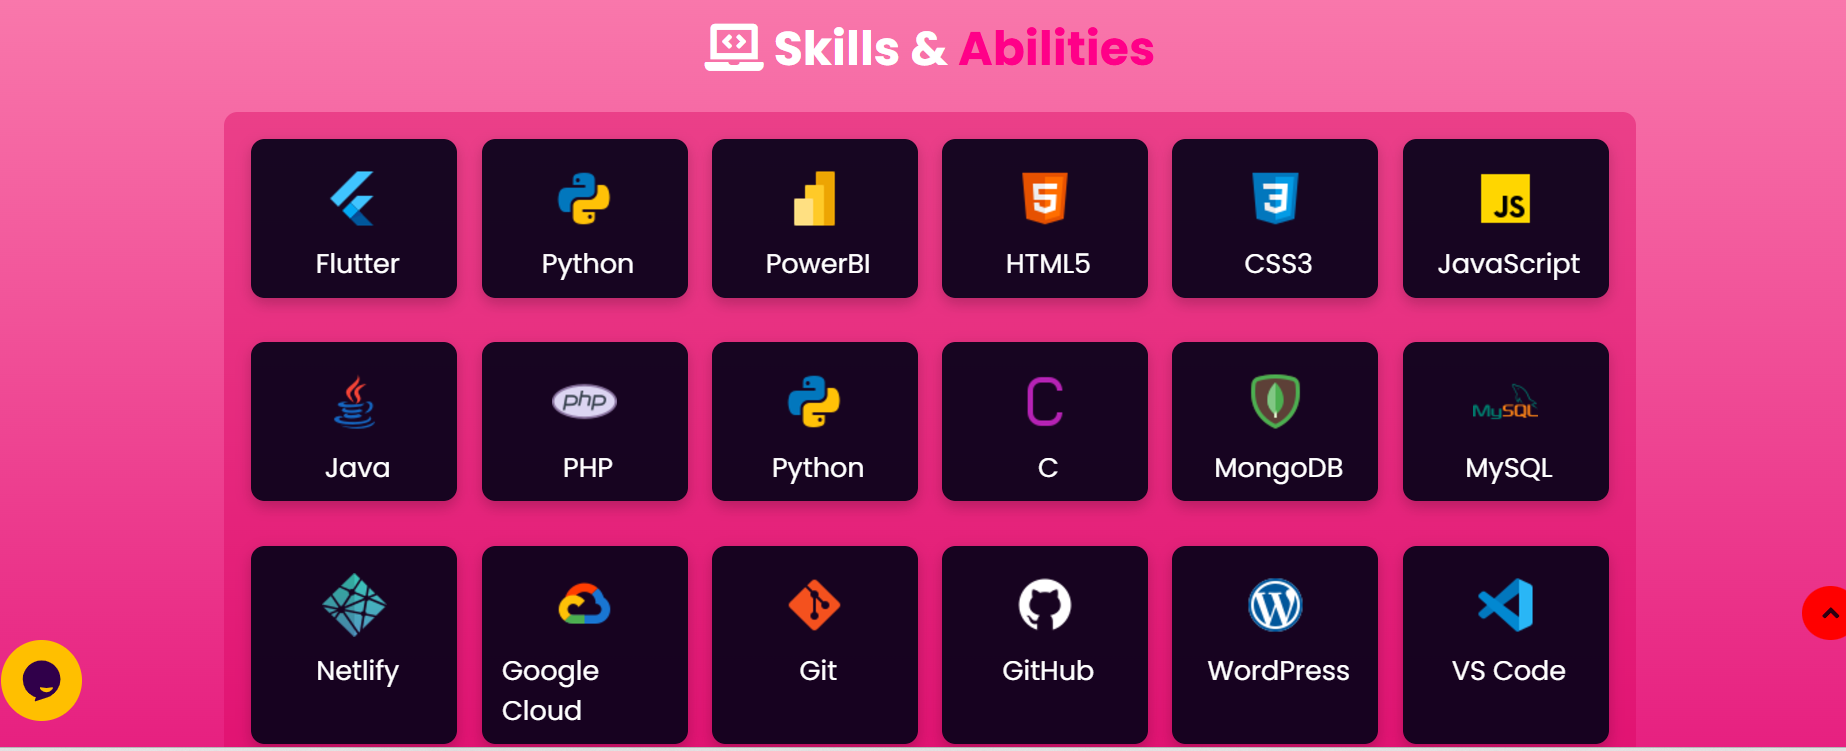 Skills & Abilities
5
3
JS
Flutter
Python
PowerBI
HTML5
CSS3
JavaScript
php
MySQL
Java
PHP
Python
C
MongoDB
MySQL
Netlify
Google
Cloud
Git
GitHub
WordPress
VS Code